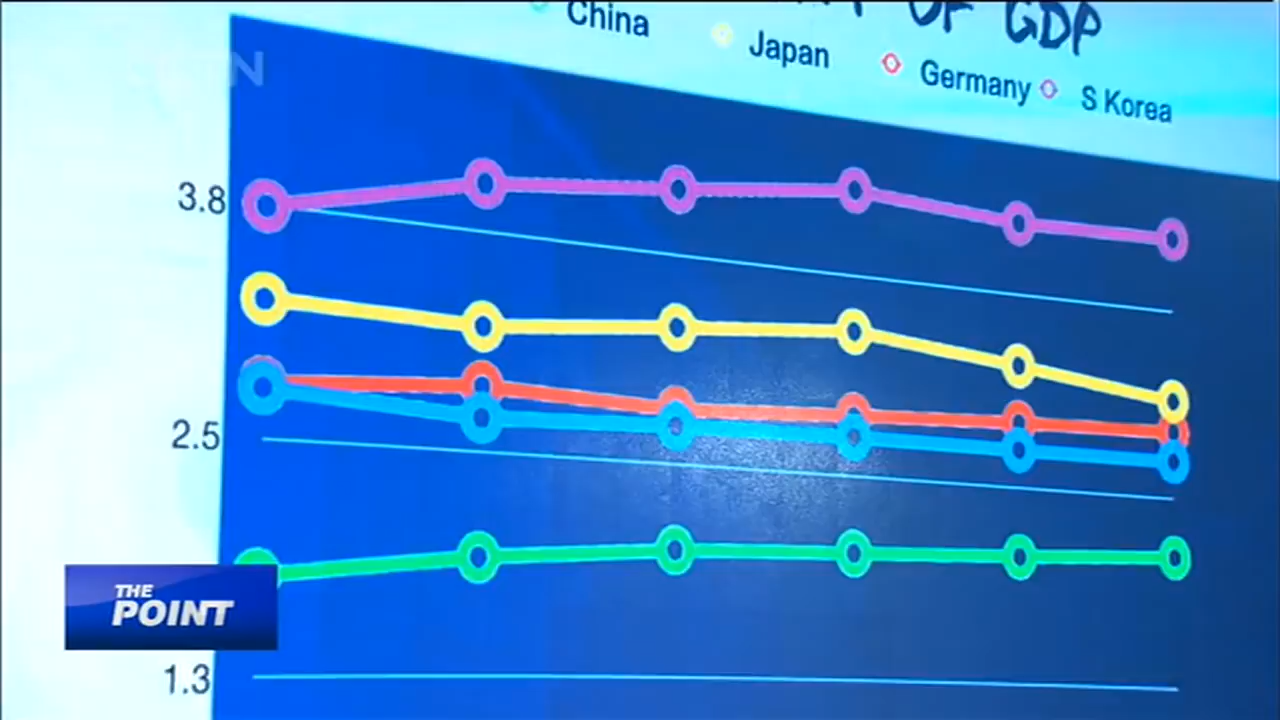 OF GDP
China
Japan
Germany
S Korea
3.8
2.5
THE
POINT
1.3